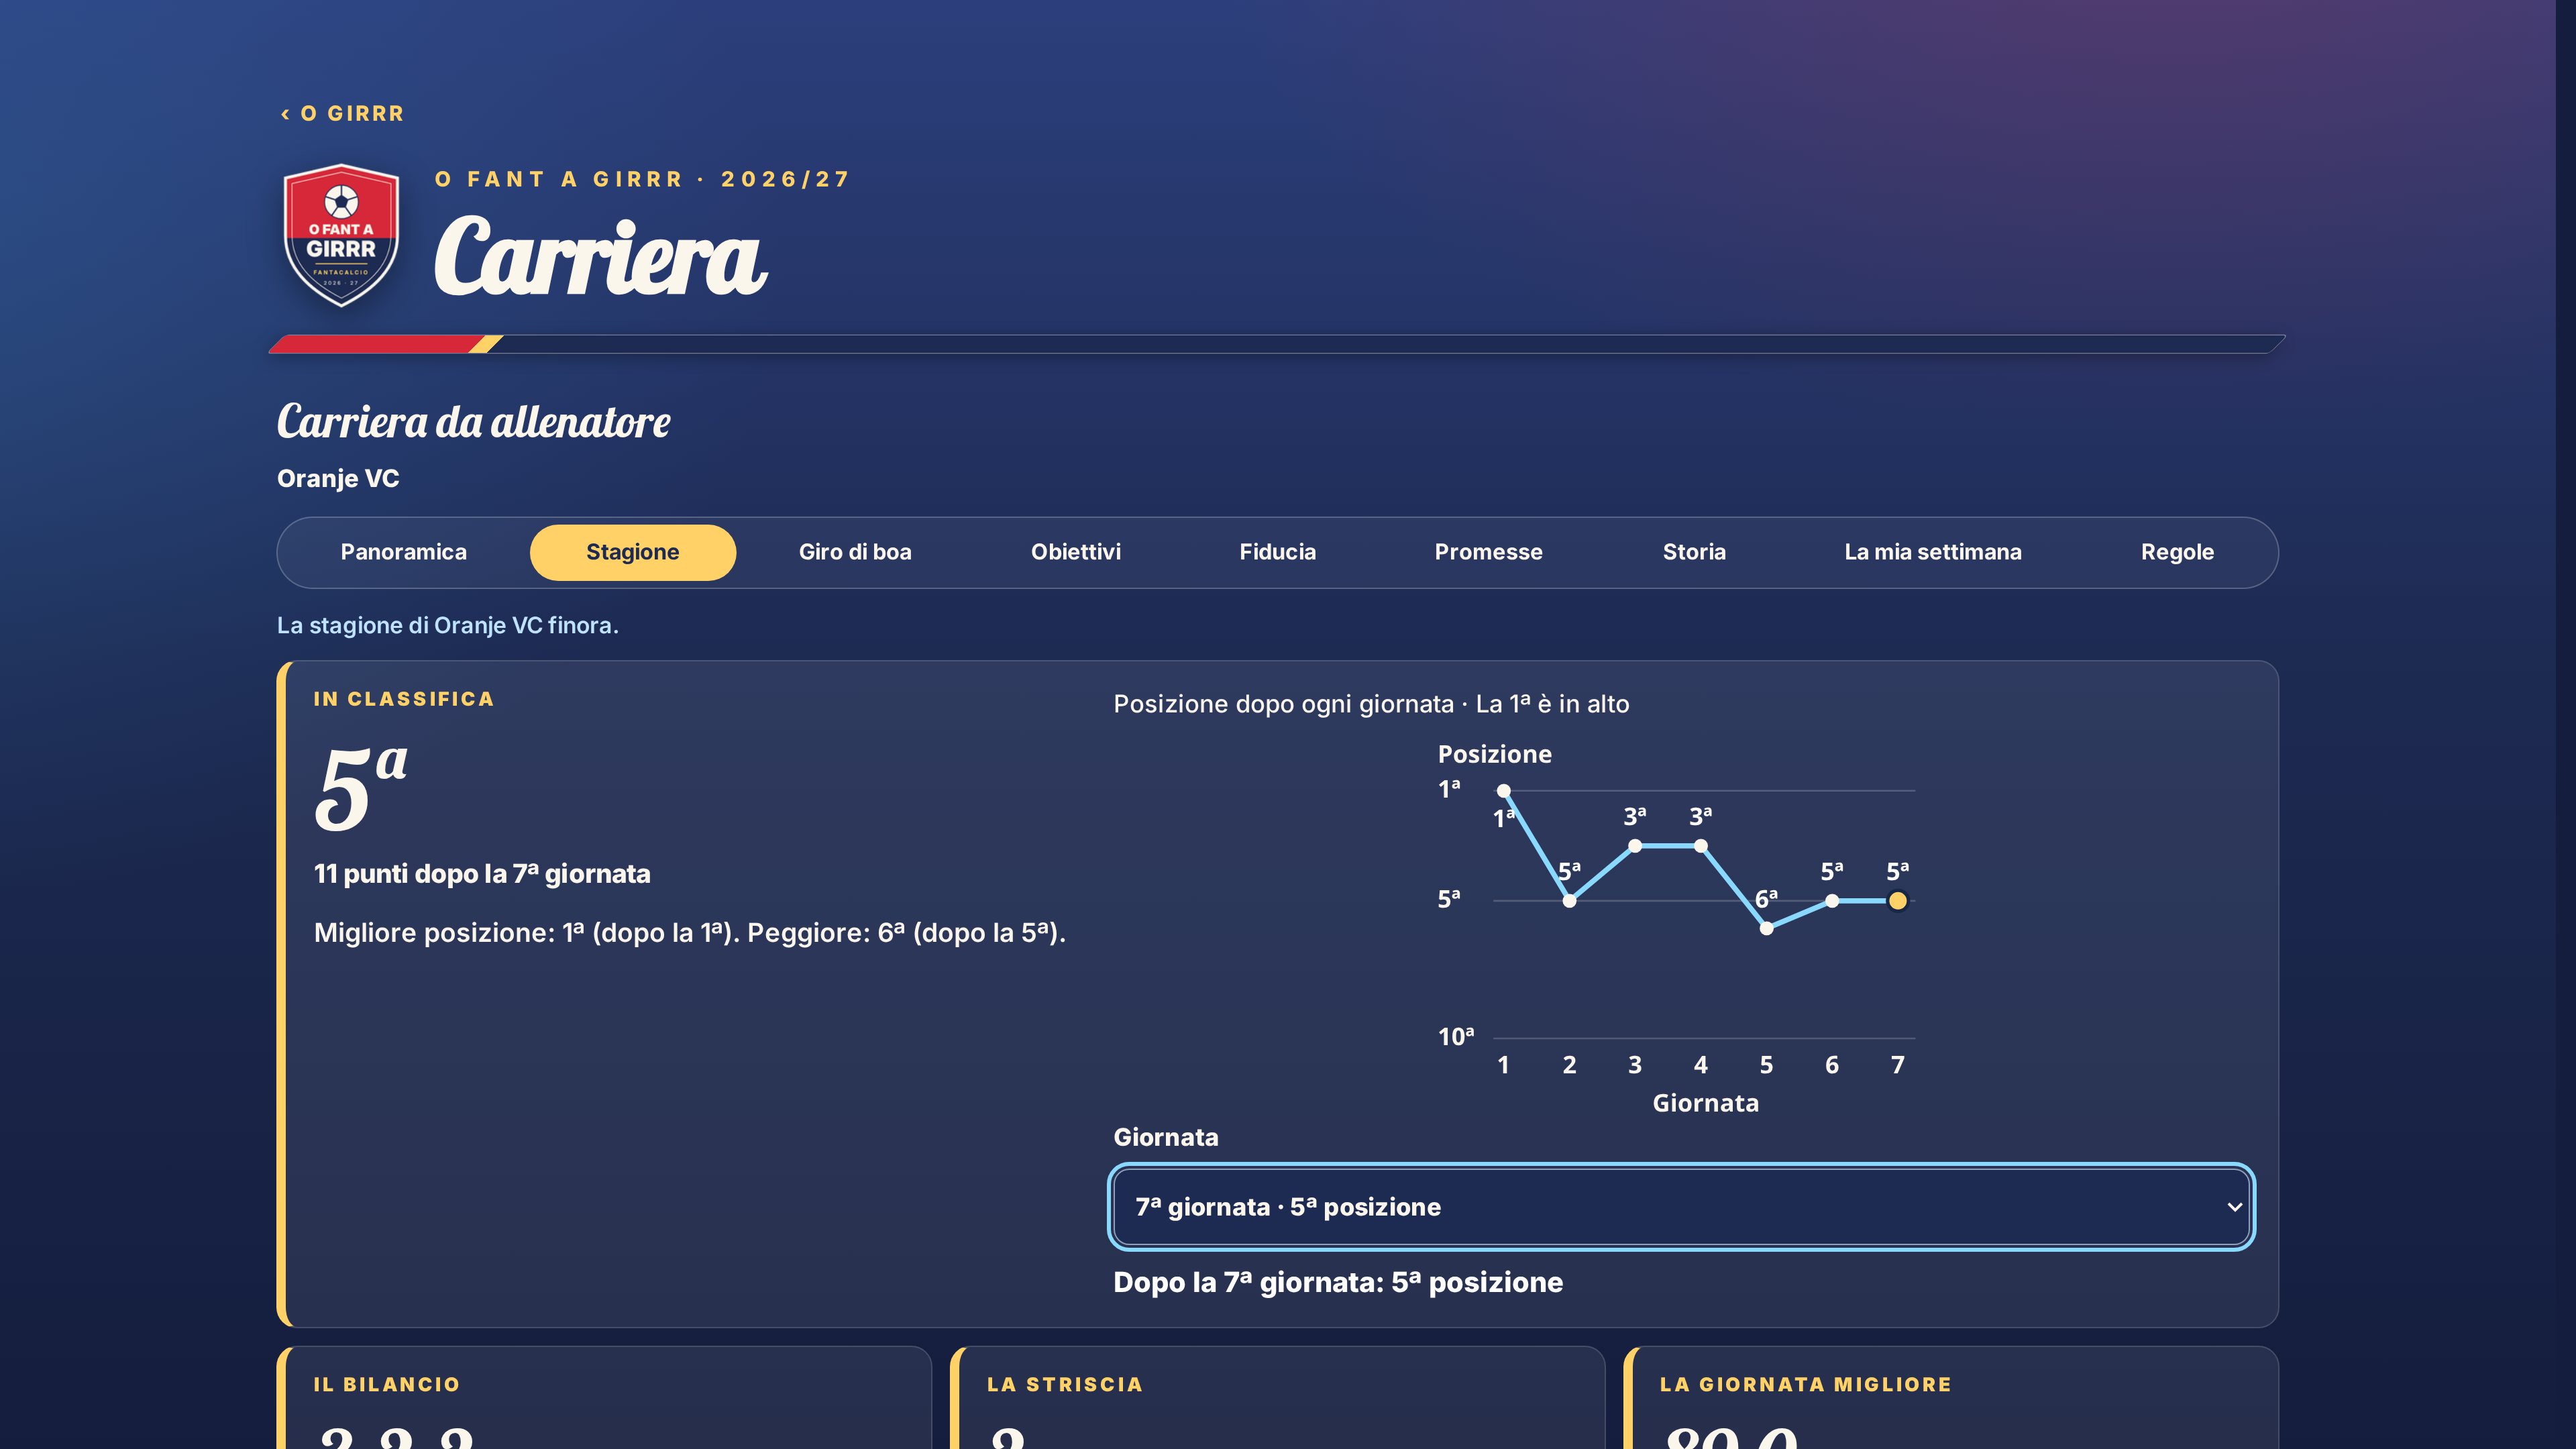 ‹ O GIRRR
O FANT A
GIRRR
FANTACALCIO
2026 · 27
O FANT A GIRRR · 2026/27
Carriera
Carriera da allenatore
Oranje VC
Panoramica Stagione Giro di boa Obiettivi Fiducia Promesse Storia La mia settimana Regole
La stagione di Oranje VC finora.
IN CLASSIFICA
5ª
11 punti dopo la 7ª giornata
Migliore posizione: 1ª (dopo la 1ª). Peggiore: 6ª (dopo la 5ª).
Posizione dopo ogni giornata · La 1ª è in alto
Posizione
1ª
1ª 3ª 3ª
5ª 5ª 5ª
5ª 6ª
10ª
1 2 3 4 5 6 7
Giornata
Giornata
7ª giornata · 5ª posizione
Dopo la 7ª giornata: 5ª posizione
IL BILANCIO
LA STRISCIA
LA GIORNATA MIGLIORE